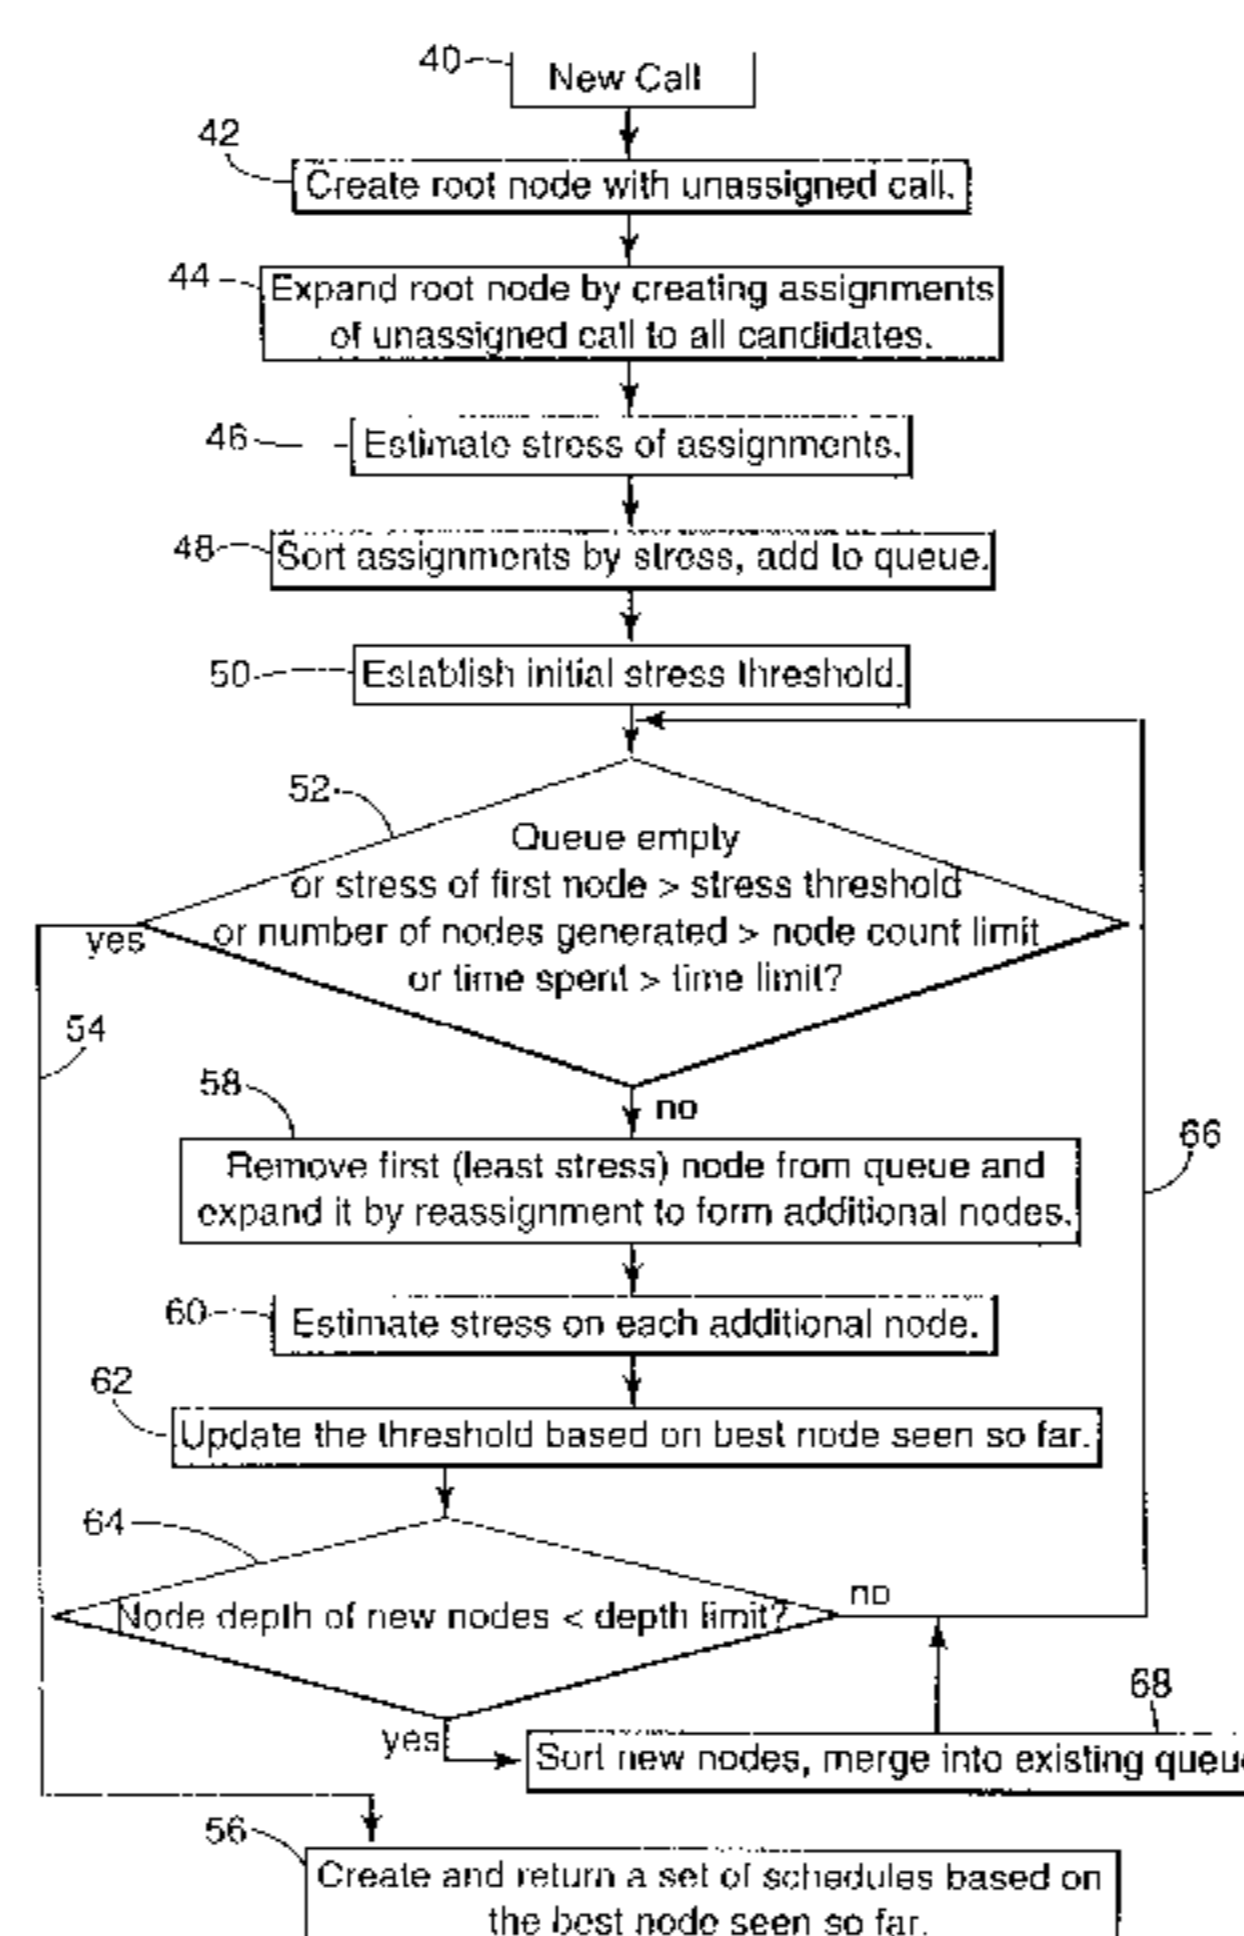 40
New Call
42
Create root node with unassigned call.
44
Expand root node by creating assignments
of unassigned call to all candidates.
46
Estimate stress of assignments.
48
Sort assignments by stress, add to queue.
50
Establish initial stress threshold.
52
Queue empty
or stress of first node > stress threshold
or number of nodes generated > node count limit
or time spent > time limit?
yes
54
no
58
Remove first (least stress) node from queue and
expand it by reassignment to form additional nodes.
66
60
Estimate stress on each additional node.
62
Update the threshold based on best node seen so far.
64
Node depth of new nodes < depth limit?
no
yes
68
Sort new nodes, merge into existing queue
56
Create and return a set of schedules based on
the best node seen so far.